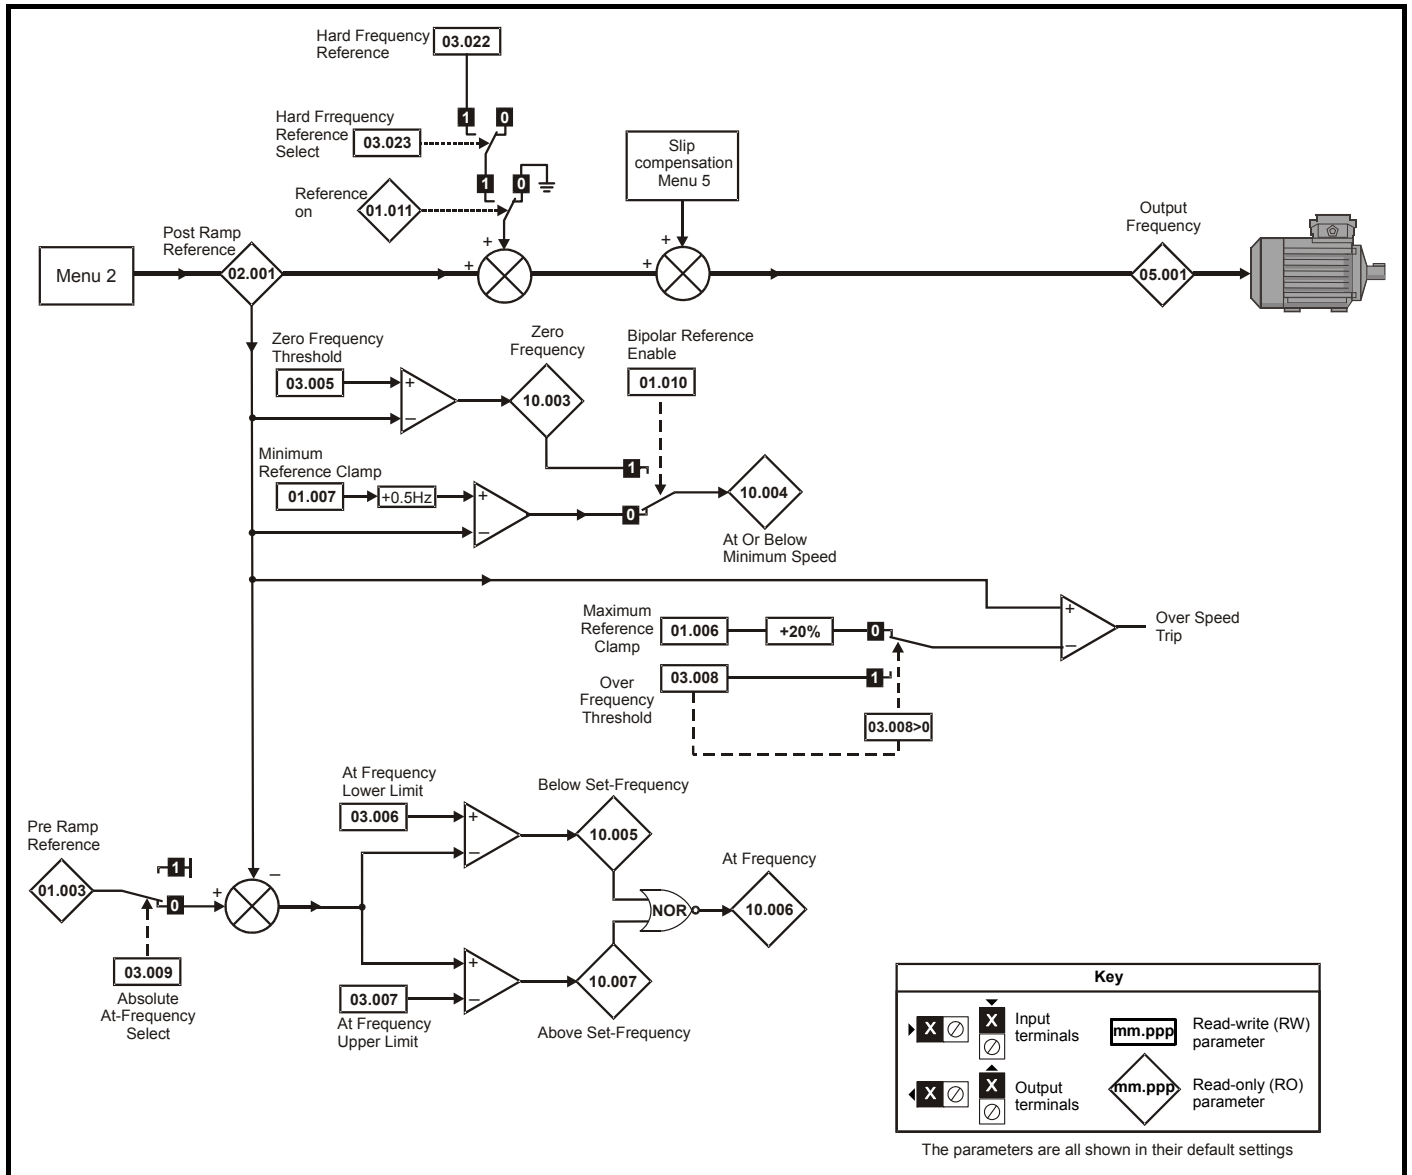 Hard Frequency
Reference
03.022
1 0
Hard Frrequency
Reference
Select
03.023
1 0
Reference
on
01.011
Slip
compensation
Menu 5
Output
Frequency
Post Ramp
Reference
+
+
+
+
Menu 2
02.001
05.001
Zero Frequency
Threshold
03.005
+
–
Zero
Frequency
10.003
Bipolar Reference
Enable
01.010
Minimum
Reference Clamp
01.007
+0.5Hz
+
–
1
0
10.004
At Or Below
Minimum Speed
Maximum
Reference
Clamp
01.006
+20%
0
+
–
Over Speed
Trip
Over
Frequency
Threshold
03.008
1
03.008>0
At Frequency
Lower Limit
03.006
+
–
Below Set-Frequency
10.005
Pre Ramp
Reference
01.003
1
0
+
–
NOR
At Frequency
10.006
03.009
Absolute
At-Frequency
Select
+
–
03.007
At Frequency
Upper Limit
10.007
Above Set-Frequency
Key
X
X
Input
terminals
mm.ppp
Read-write (RW)
parameter
X
X
Output
terminals
mm.ppp
Read-only (RO)
parameter
The parameters are all shown in their default settings